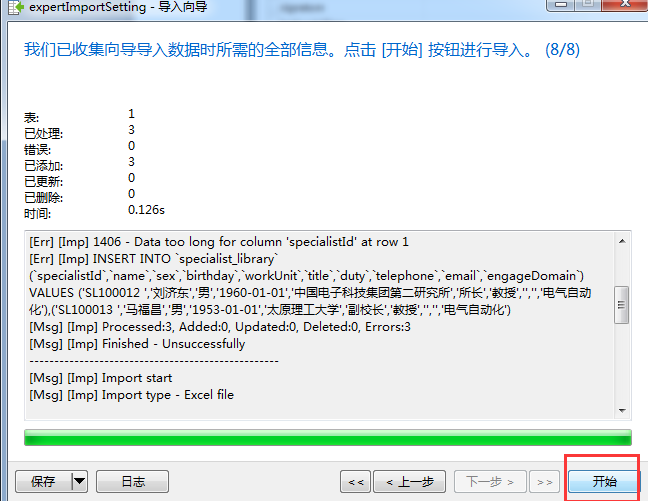 expertImportSetting - 导入向导
我们已收集向导导入数据时所需的全部信息。点击 [开始] 按钮进行导入。 (8/8)
表: 1
已处理: 3
错误: 0
已添加: 3
已更新: 0
已删除: 0
时间: 0.126s
[Err] [Imp] 1406 - Data too long for column 'specialistId' at row 1
[Err] [Imp] INSERT INTO `specialist_library`
(`specialistId`,`name`,`sex`,`birthday`,`workUnit`,`title`,`duty`,`telephone`,`email`,`engageDomain`)
VALUES ('SL100012 ','刘济东','男','1960-01-01','中国电子科技集团第二研究所','所长','教授','','','电气自动
化'),('SL100013 ','马福昌','男','1953-01-01','太原理工大学','副校长','教授','','','电气自动化')
[Msg] [Imp] Processed:3, Added:0, Updated:0, Deleted:0, Errors:3
[Msg] [Imp] Finished - Unsuccessfully
--------------------------------------------------
[Msg] [Imp] Import start
[Msg] [Imp] Import type - Excel file
保存 日志 << < 上一步 下一步 > >> 开始